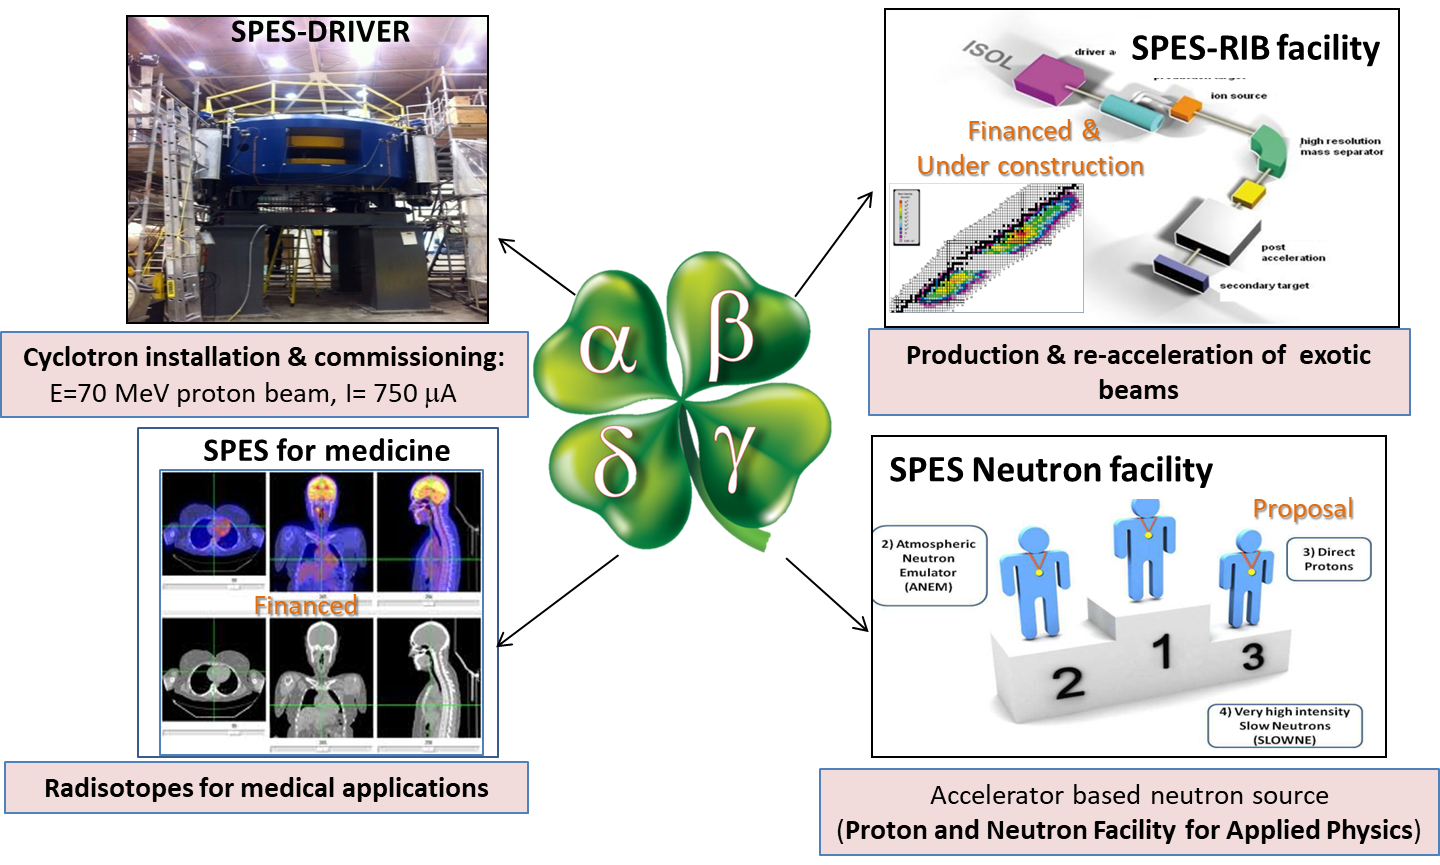 SPES-DRIVER
Cyclotron installation & commissioning:
E=70 MeV proton beam, I= 750 µA
ISOL
driver a
SPES-RIB facility
ion source
Financed &
Under construction
high resolution
mass separator
post
acceleration
secondary target
Production & re-acceleration of exotic
beams
α
β
δ
γ
SPES for medicine
Financed
Radisotopes for medical applications
SPES Neutron facility
Proposal
2) Atmospheric
Neutron
Emulator
(ANEM)
3) Direct
Protons
1
2
3
4) Very high intensity
Slow Neutrons
(SLOWNE)
Accelerator based neutron source
(Proton and Neutron Facility for Applied Physics)